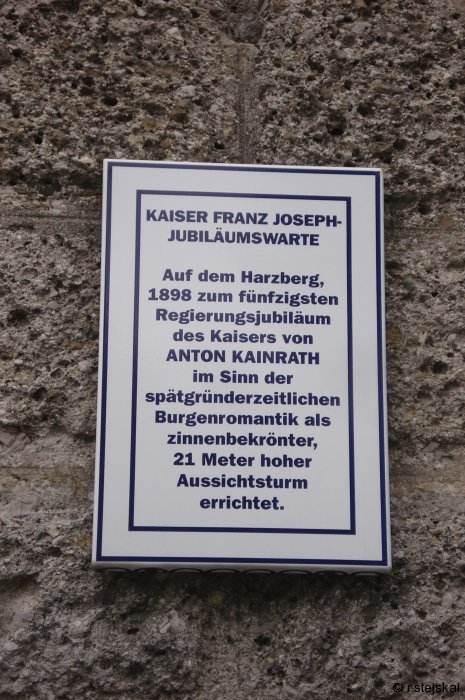 KAISER FRANZ JOSEPH-
JUBILÄUMSWARTE
Auf dem Harzberg,
1898 zum fünfzigsten
Regierungsjubiläum
des Kaisers von
ANTON KAINRATH
im Sinn der
spätgründerzeitlichen
Burgenromantik als
zinnenbekrönter,
21 Meter hoher
Aussichtsturm
errichtet.
© r.stejskal